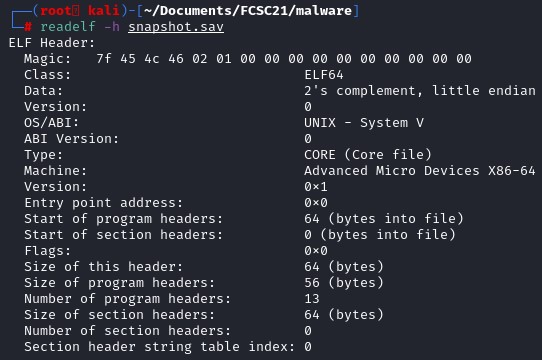 ┌──(root💀 kali)-[~/Documents/FCSC21/malware]
└─# readelf -h snapshot.sav
ELF Header:
  Magic:   7f 45 4c 46 02 01 00 00 00 00 00 00 00 00 00 00
  Class:                             ELF64
  Data:                              2's complement, little endian
  Version:                           0
  OS/ABI:                            UNIX - System V
  ABI Version:                       0
  Type:                              CORE (Core file)
  Machine:                           Advanced Micro Devices X86-64
  Version:                           0×1
  Entry point address:               0×0
  Start of program headers:          64 (bytes into file)
  Start of section headers:          0 (bytes into file)
  Flags:                             0×0
  Size of this header:               64 (bytes)
  Size of program headers:           56 (bytes)
  Number of program headers:         13
  Size of section headers:           64 (bytes)
  Number of section headers:         0
  Section header string table index: 0